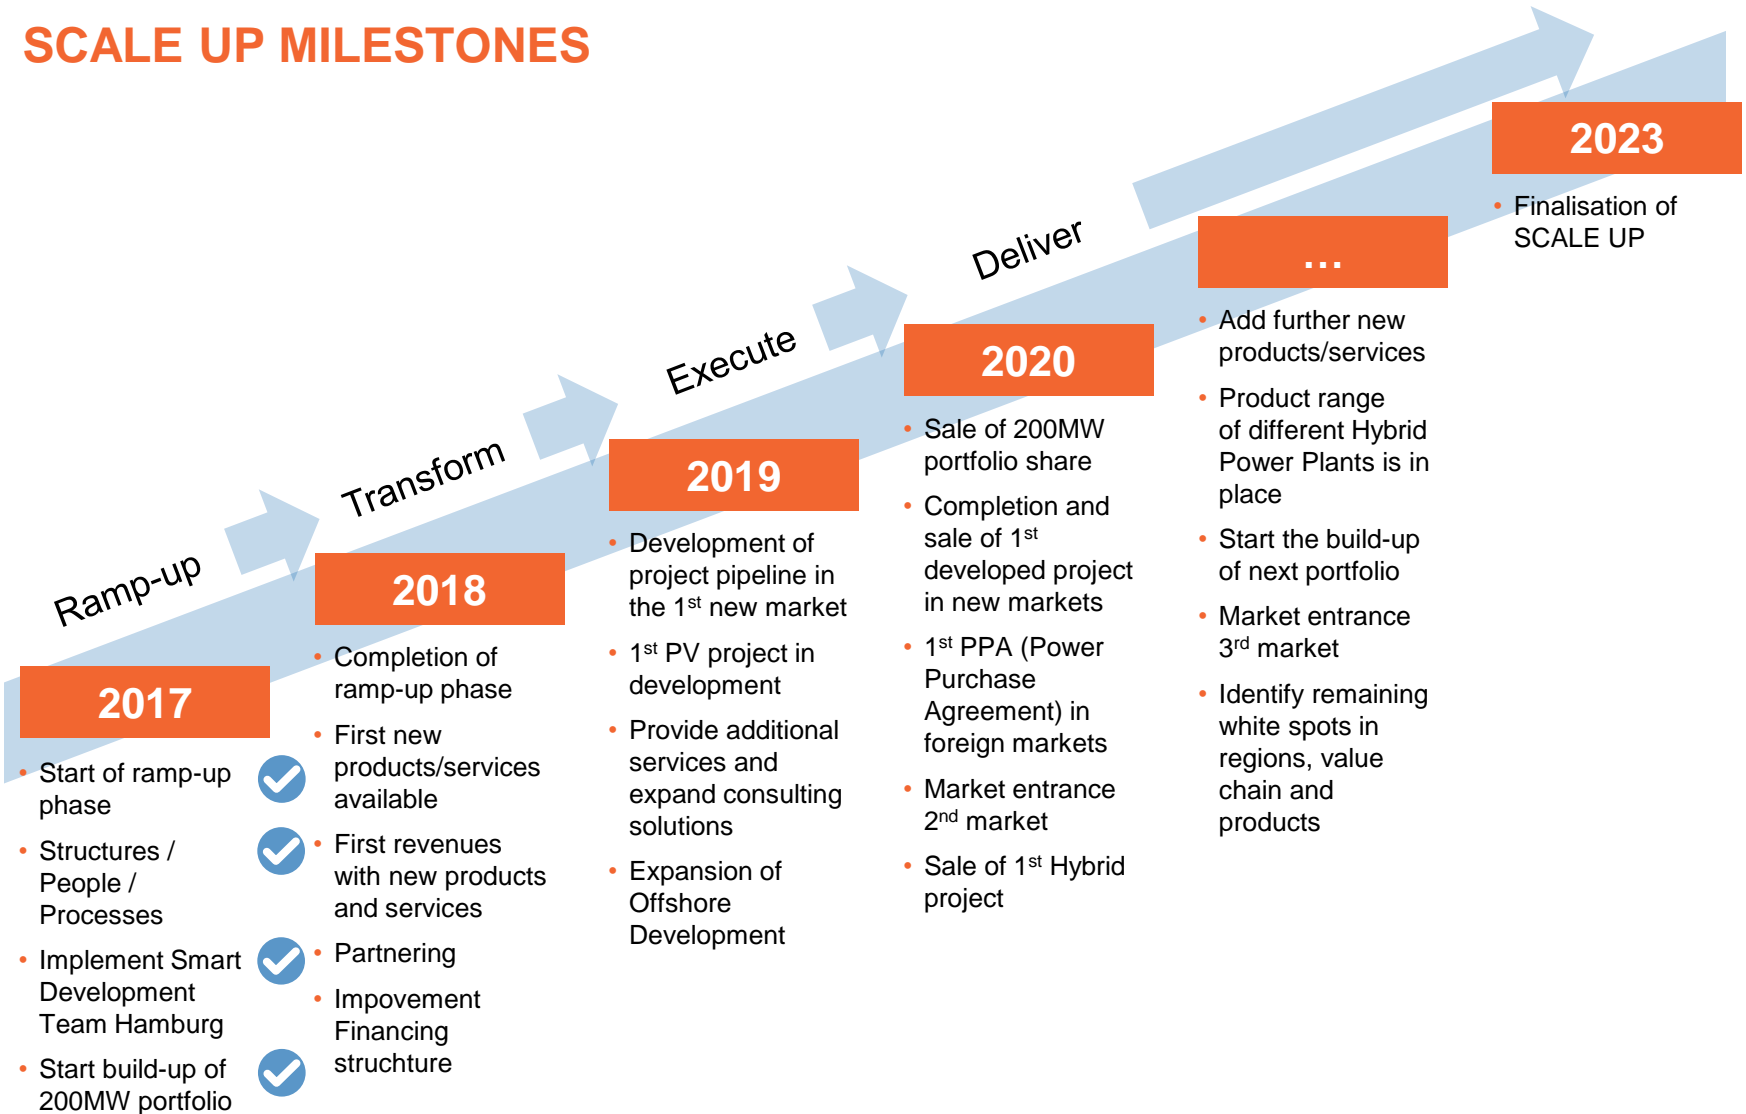 SCALE UP MILESTONES
Ramp-up
Transform
Execute
Deliver
2017
• Start of ramp-up
phase
• Structures /
People /
Processes
• Implement Smart
Development
Team Hamburg
• Start build-up of
200MW portfolio
2018
• Completion of
ramp-up phase
• First new
products/services
available
• First revenues
with new products
and services
• Partnering
• Impovement
Financing
struchture
2019
• Development of
project pipeline in
the 1st new market
• 1st PV project in
development
• Provide additional
services and
expand consulting
solutions
• Expansion of
Offshore
Development
2020
• Sale of 200MW
portfolio share
• Completion and
sale of 1st
developed project
in new markets
• 1st PPA (Power
Purchase
Agreement) in
foreign markets
• Market entrance
2nd market
• Sale of 1st Hybrid
project
...
• Add further new
products/services
• Product range
of different Hybrid
Power Plants is in
place
• Start the build-up
of next portfolio
• Market entrance
3rd market
• Identify remaining
white spots in
regions, value
chain and
products
2023
• Finalisation of
SCALE UP